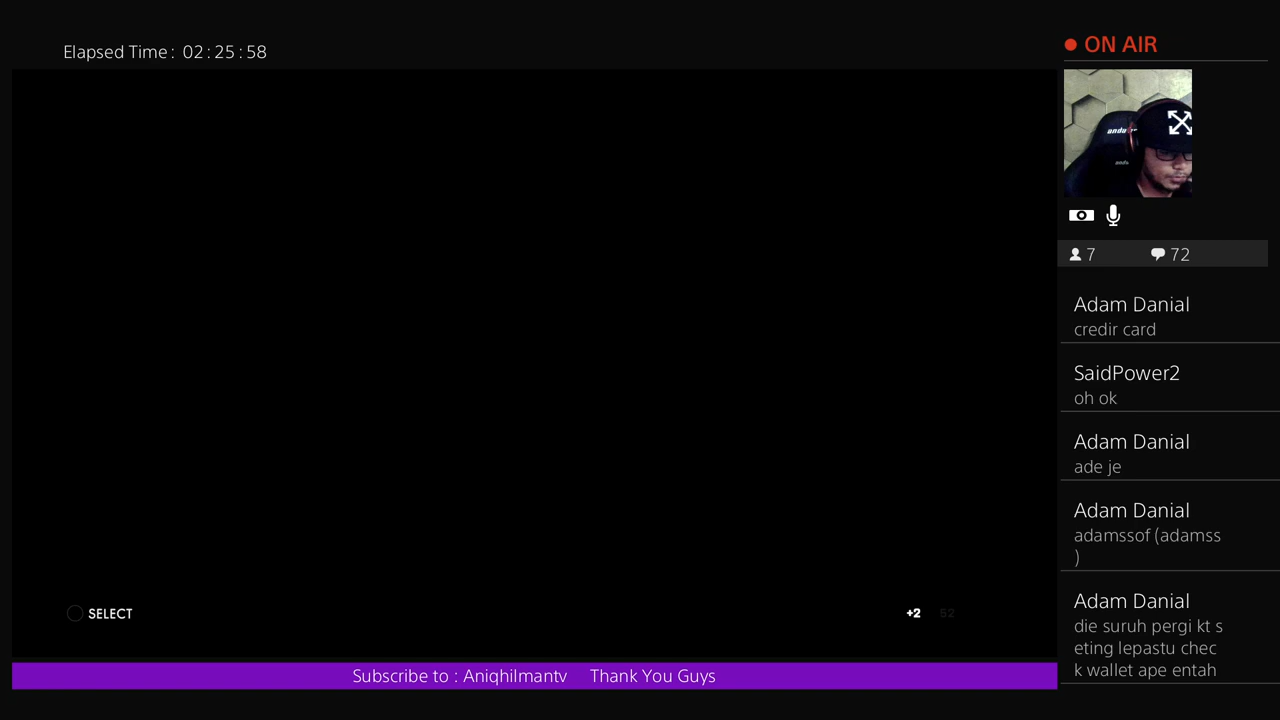 Elapsed Time: 02:25:58
ON AIR
7 72
Adam Danial
credir card
SaidPower2
oh ok
Adam Danial
ade je
Adam Danial
adamssof (adamss
)
Adam Danial
die suruh pergi kt s
eting lepastu chec
k wallet ape entah
SELECT
+2 52
Subscribe to : Aniqhilmantv Thank You Guys